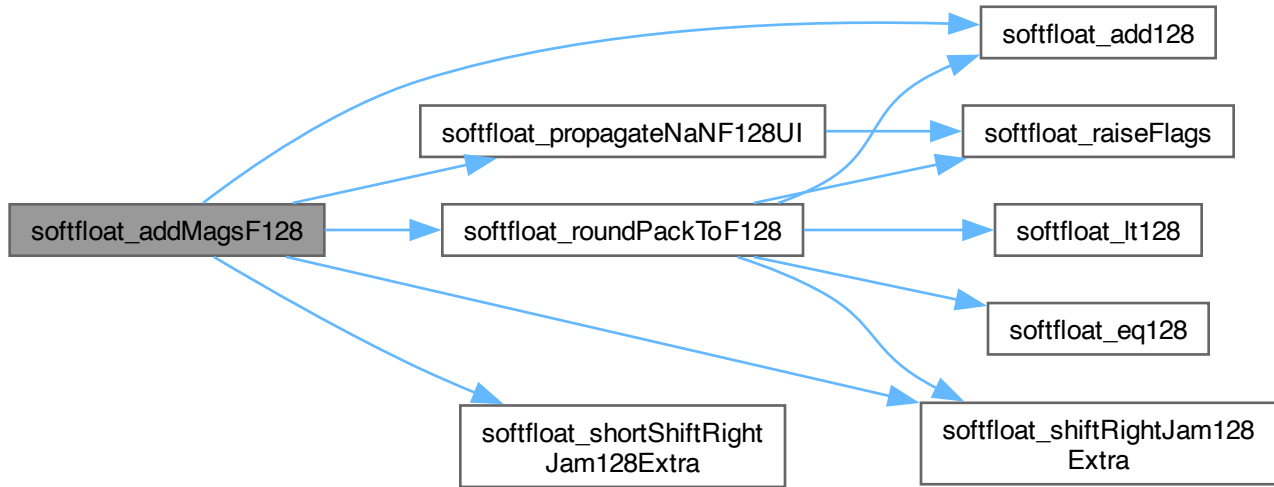 softfloat_add128
softfloat_propagateNaNF128UI
softfloat_raiseFlags
softfloat_addMagsF128
softfloat_roundPackToF128
softfloat_lt128
softfloat_eq128
softfloat_shortShiftRight
Jam128Extra
softfloat_shiftRightJam128
Extra